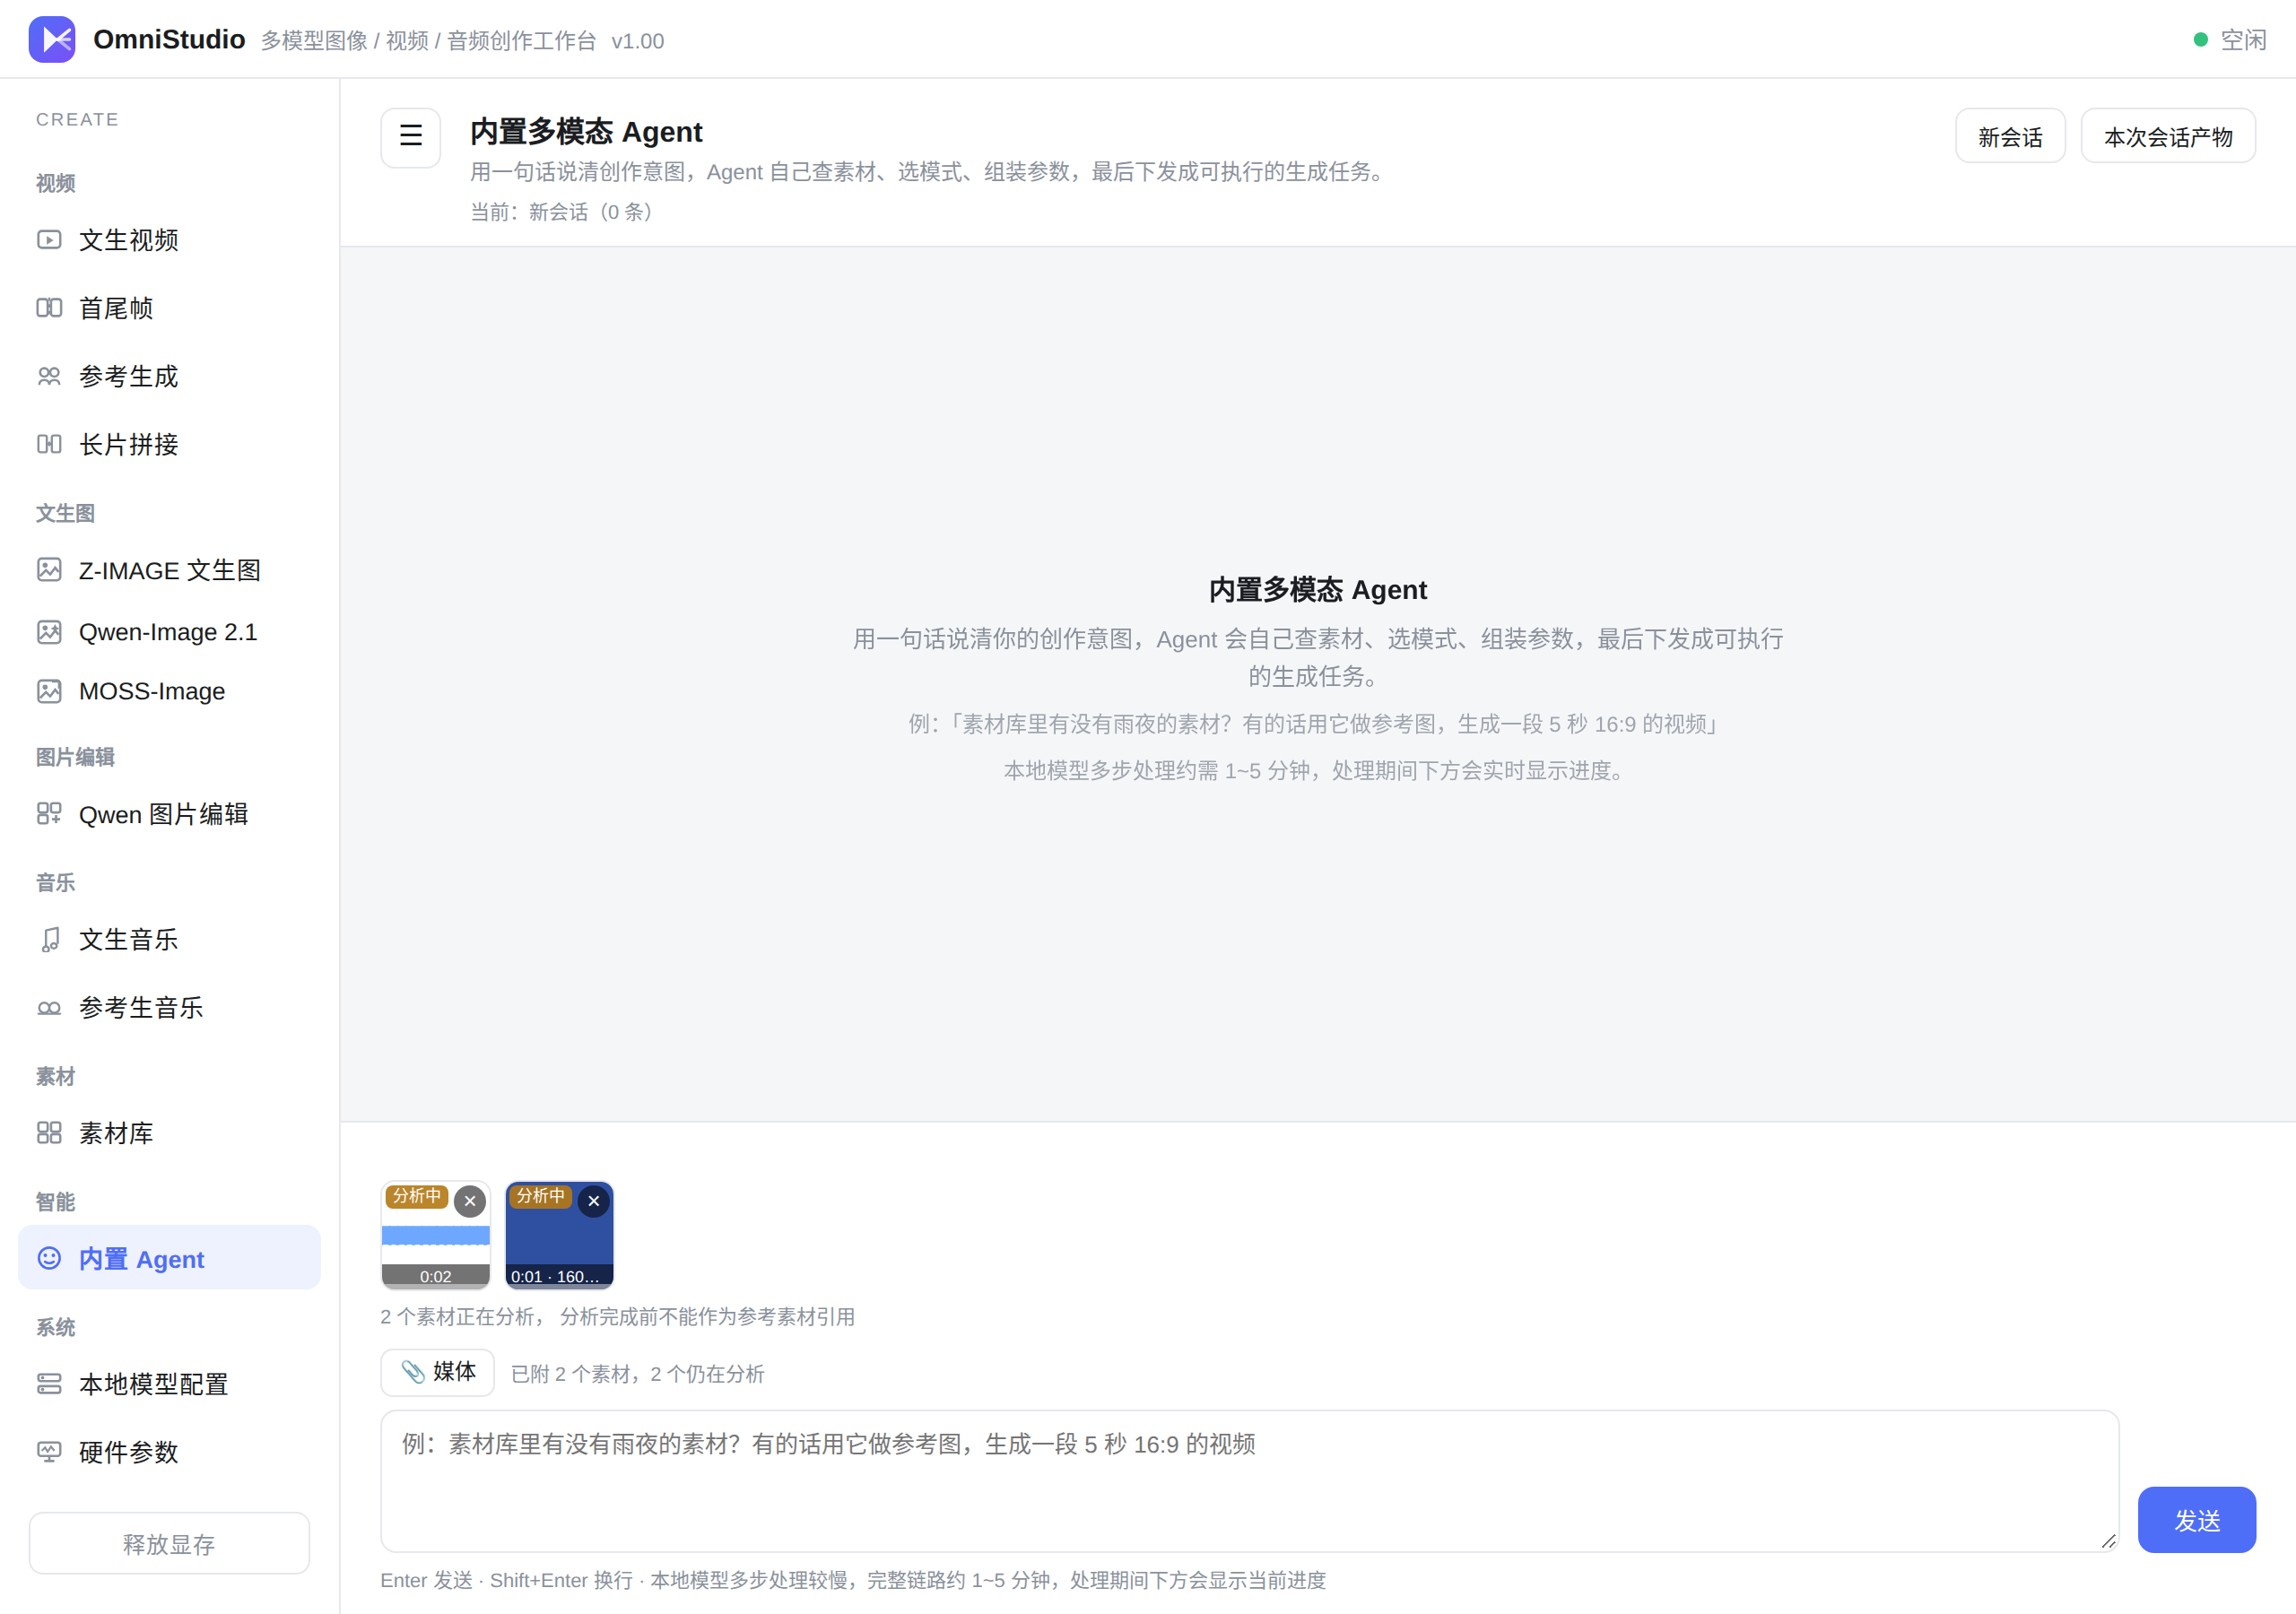 OmniStudio 多模型图像 / 视频 / 音频创作工作台 v1.00
空闲
CREATE
视频
文生视频
首尾帧
参考生成
长片拼接
文生图
Z-IMAGE 文生图
Qwen-Image 2.1
MOSS-Image
图片编辑
Qwen 图片编辑
音乐
文生音乐
参考生音乐
素材
素材库
智能
内置 Agent
系统
本地模型配置
硬件参数
释放显存
内置多模态 Agent
用一句话说清创作意图，Agent 自己查素材、选模式、组装参数，最后下发成可执行的生成任务。
当前：新会话（0 条）
新会话
本次会话产物
内置多模态 Agent
用一句话说清你的创作意图，Agent 会自己查素材、选模式、组装参数，最后下发成可执行
的生成任务。
例：「素材库里有没有雨夜的素材？有的话用它做参考图，生成一段 5 秒 16:9 的视频」
本地模型多步处理约需 1~5 分钟，处理期间下方会实时显示进度。
分析中
0:02
分析中
0:01 · 160…
2 个素材正在分析， 分析完成前不能作为参考素材引用
📎 媒体
已附 2 个素材，2 个仍在分析
例：素材库里有没有雨夜的素材？有的话用它做参考图，生成一段 5 秒 16:9 的视频
发送
Enter 发送 · Shift+Enter 换行 · 本地模型多步处理较慢，完整链路约 1~5 分钟，处理期间下方会显示当前进度